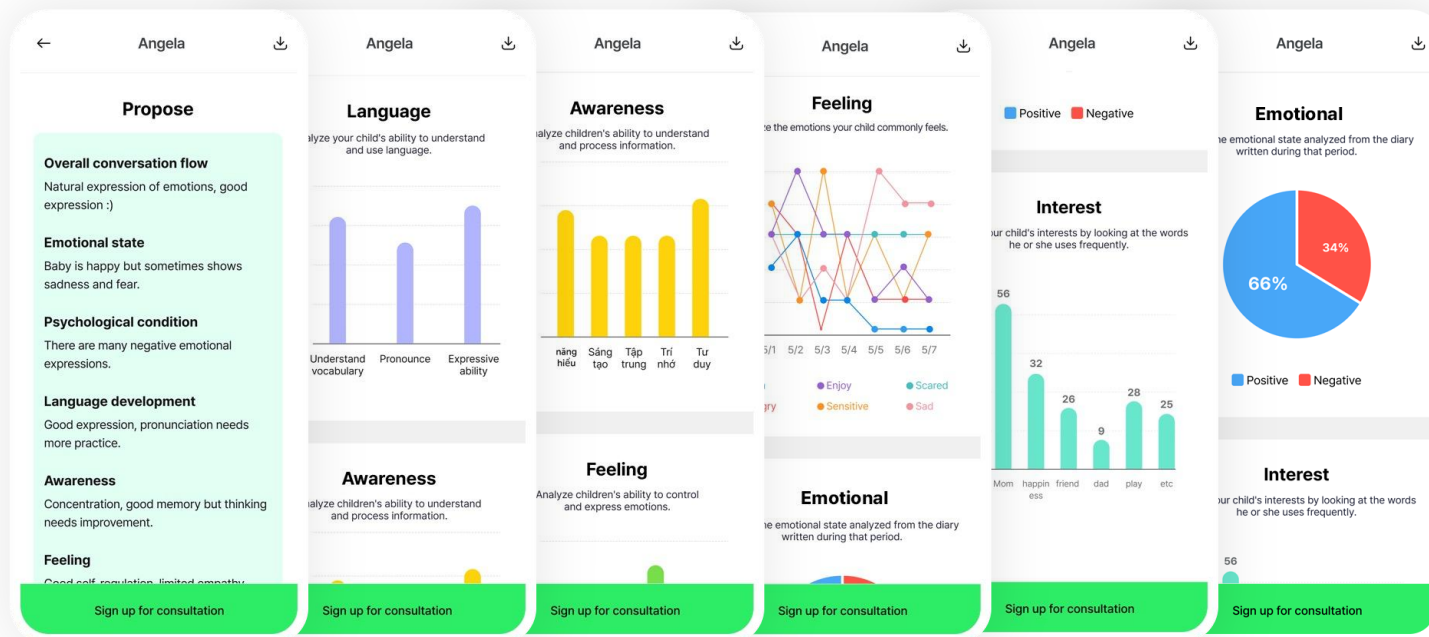 Angela
Propose
Overall conversation flow
Natural expression of emotions, good
expression :)
Emotional state
Baby is happy but sometimes shows
sadness and fear.
Psychological condition
There are many negative emotional
expressions.
Language development
Good expression, pronunciation needs
more practice.
Awareness
Concentration, good memory but thinking
needs improvement.
Feeling
Good self-regulation, limited empathy
Sign up for consultation
Angela
Language
your child's ability to understand
and use language.
Understand
vocabulary
Pronounce
Expressive
ability
Awareness
children's ability to understand
and process information.
Sign up for consultation
Angela
Awareness
children's ability to understand
and process information.
năng
hiểu
Sáng
tạo
Tập
trung
Trí
nhớ
Tư
duy
Feeling
Analyze children's ability to control
and express emotions.
Sign up for consultation
Angela
Feeling
the emotions your child commonly feels.
5/2 5/3 5/4 5/5 5/6 5/7
Enjoy
Scared
Sensitive
Sad
Emotional
emotional state analyzed from the diary
written during that period.
Sign up for consultation
Angela
Positive Negative
Interest
child's interests by looking at the words
he or she uses frequently.
56
32
26
9
28
25
Mom
happin
ess
friend
dad
play
etc
Sign up for consultation
Angela
Emotional
emotional state analyzed from the diary
written during that period.
34%
66%
Positive Negative
Interest
child's interests by looking at the words
he or she uses frequently.
56
Sign up for consultation